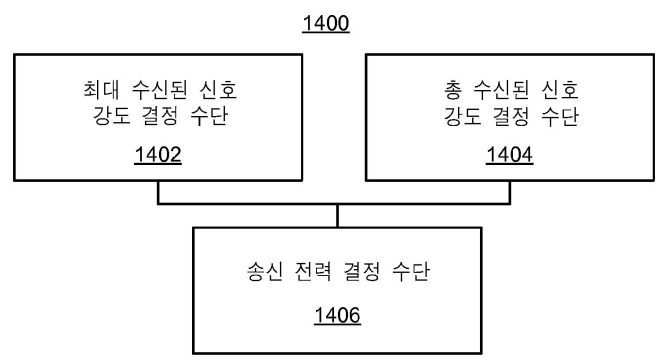 1400
최대 수신된 신호
강도 결정 수단
1402
총 수신된 신호
강도 결정 수단
1404
송신 전력 결정 수단
1406